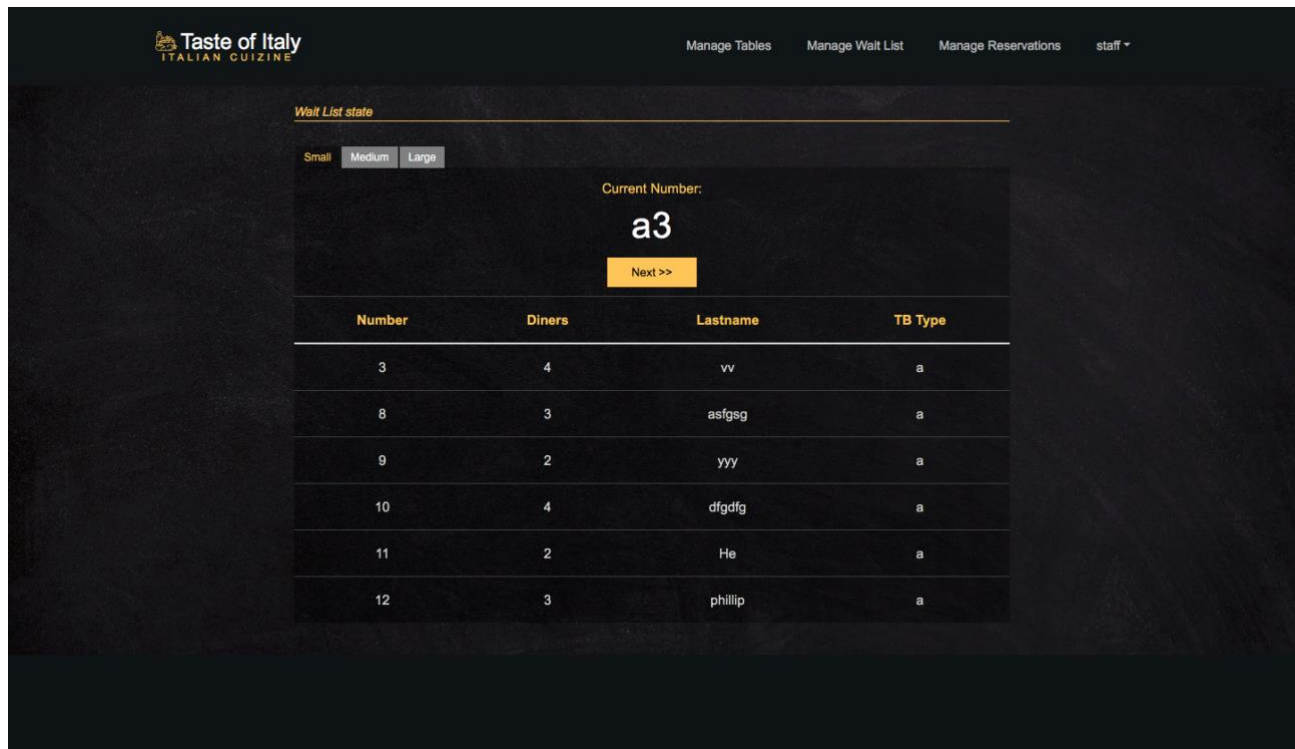 Taste of Italy Manage Tables Manage Wait List Manage Reservations staff
ITALIAN CUIZINE
Wait List state
Small Medium Large
Current Number:
a3
Next >>
Number Diners Lastname TB Type
3 4 vv a
8 3 asfgsg a
9 2 yyy a
10 4 dfgdfg a
11 2 He a
12 3 phillip a